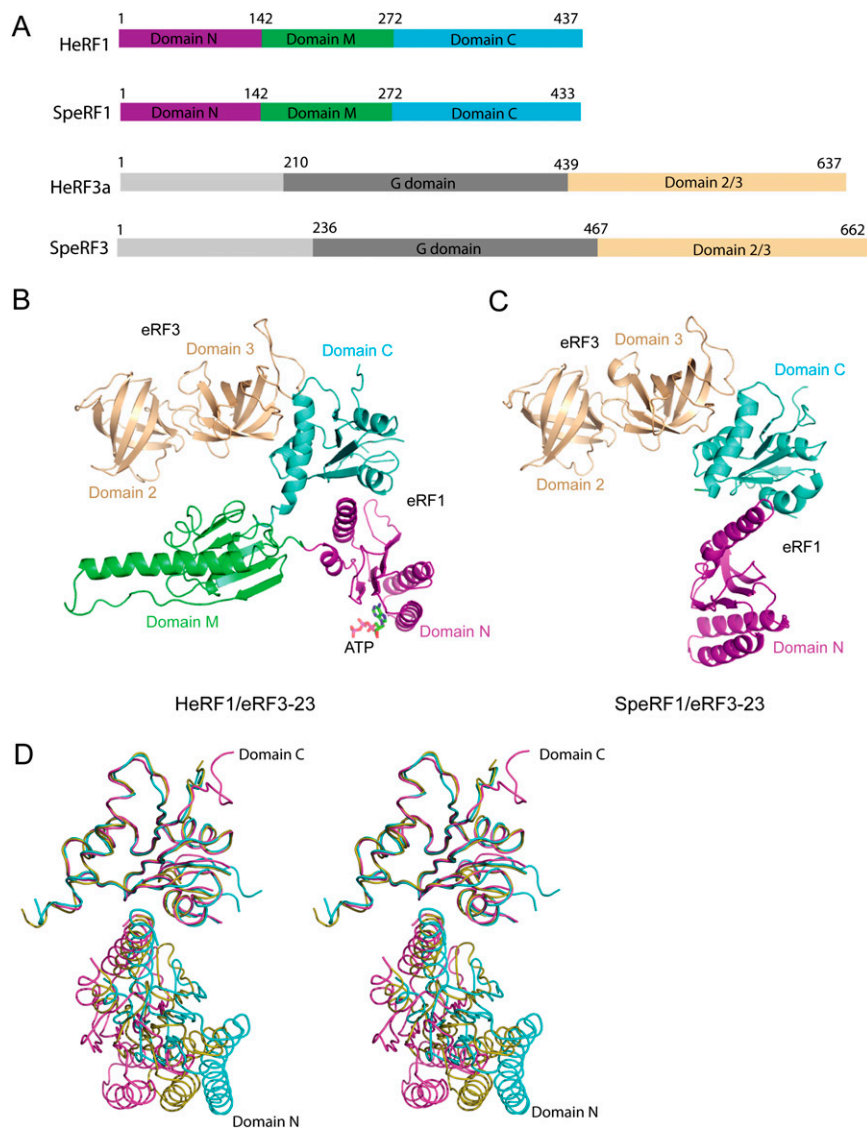 A
1 142 272 437
HeRF1 Domain N Domain M Domain C
1 142 272 433
SpeRF1 Domain N Domain M Domain C
1 210 439 637
HeRF3a G domain Domain 2/3
1 236 467 662
SpeRF3 G domain Domain 2/3
B
eRF3
Domain 3
Domain C
Domain 2
eRF1
Domain M
Domain N
ATP
HeRF1/eRF3-23
C
eRF3
Domain 3
Domain C
Domain 2
eRF1
Domain N
SpeRF1/eRF3-23
D
Domain C
Domain C
Domain N
Domain N